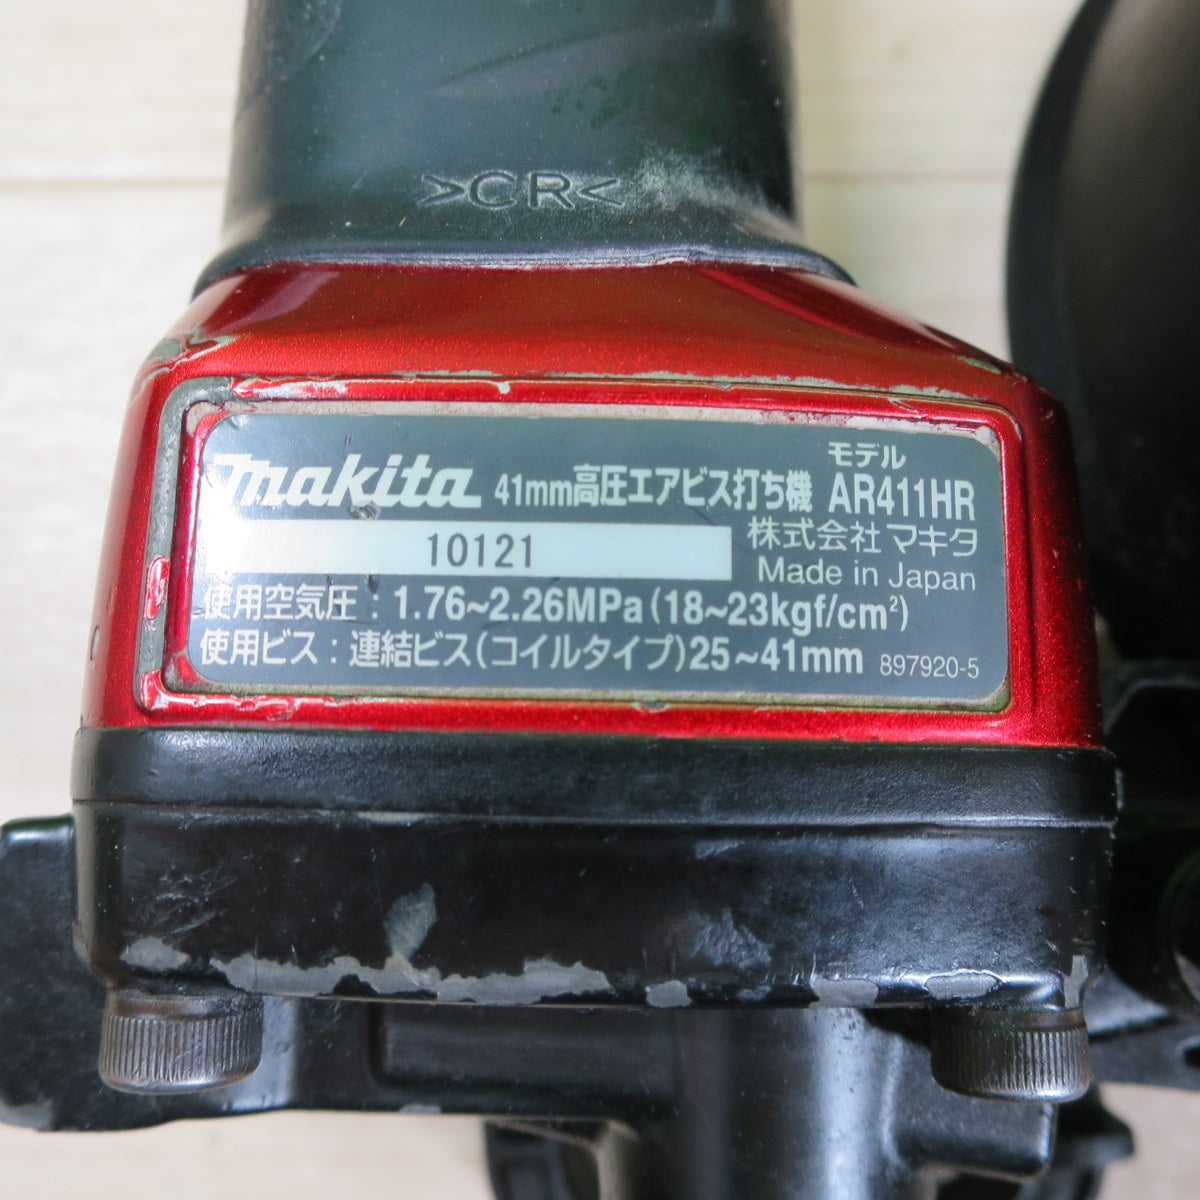 >CR<
makita 41mm高圧エアビス打ち機 モデル AR411HR
10121 株式会社 マキタ
Made in Japan
使用空気圧：1.76~2.26MPa(18~23kgf/cm²)
使用ビス：連結ビス(コイルタイプ)25~41mm 897920-5